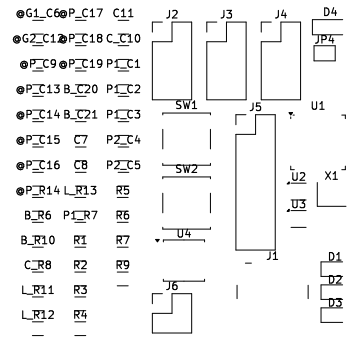 @G1_C6 @P_C17 C11 J2 J3 J4 D4
@G2_C12 @P_C18 C_C10 JP4
@P_C9 @P_C19 P1_C1
@P_C13 B_C20 P1_C2 SW1 J5 U1
@P_C14 B_C21 P1_C3
@P_C15 C7 P2_C4
@P_C16 C8 P2_C5 SW2 U2 X1
@P_R14 L_R13 R5
B_R6 P1_R7 R6 U3
B_R10 R1 R7 U4
C_R8 R2 R9 J1 D1
L_R11 R3 J6 D2
L_R12 R4 D3